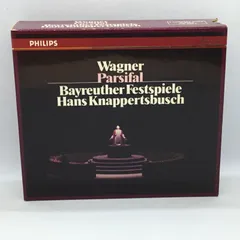 PHILIPS
Wagner
Parsifal
Bayreuther Festspiele
Hans Knappertsbusch